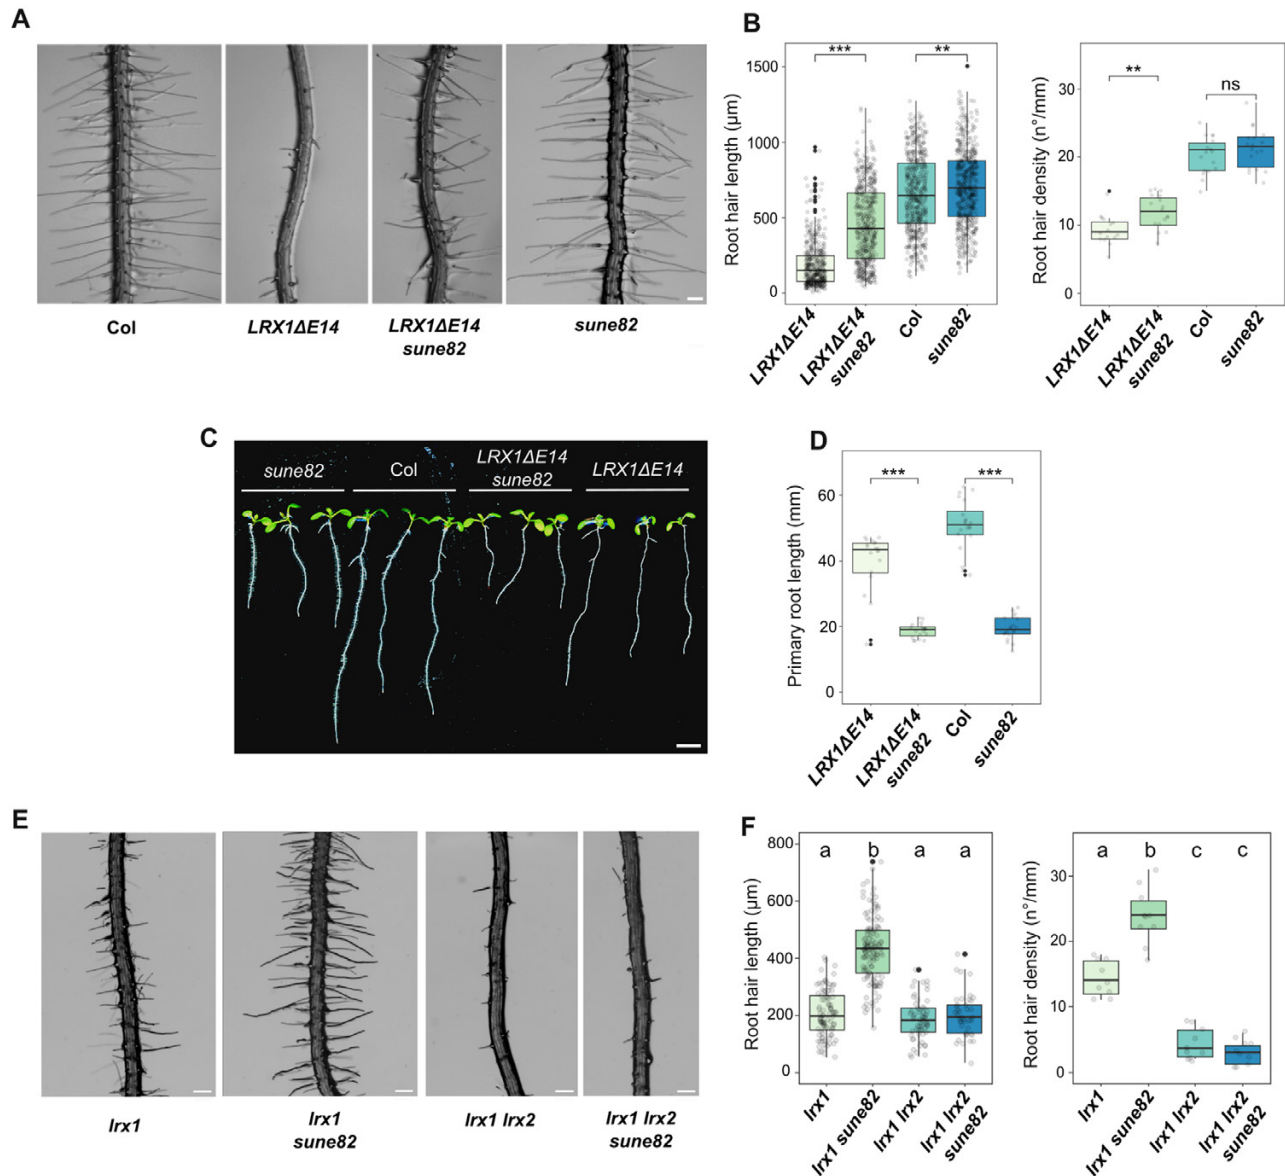 A
Col
LRX1ΔE14
LRX1ΔE14
sune82
sune82
B
Root hair length (µm)
1500
1000
500
0
***
**
LRX1ΔE14
LRX1ΔE14
sune82
Col
sune82
Root hair density (n°/mm)
30
20
10
0
**
ns
LRX1ΔE14
LRX1ΔE14
sune82
Col
sune82
C
sune82
Col
LRX1ΔE14
sune82
LRX1ΔE14
D
Primary root length (mm)
60
40
20
0
***
***
LRX1ΔE14
LRX1ΔE14
sune82
Col
sune82
E
lrx1
lrx1
sune82
lrx1 lrx2
lrx1 lrx2
sune82
F
Root hair length (µm)
800
600
400
200
0
a b a a
lrx1
lrx1 sune82
lrx1 lrx2
lrx1 lrx2
sune82
Root hair density (n°/mm)
30
20
10
0
a b c c
lrx1
lrx1 sune82
lrx1 lrx2
lrx1 lrx2
sune82